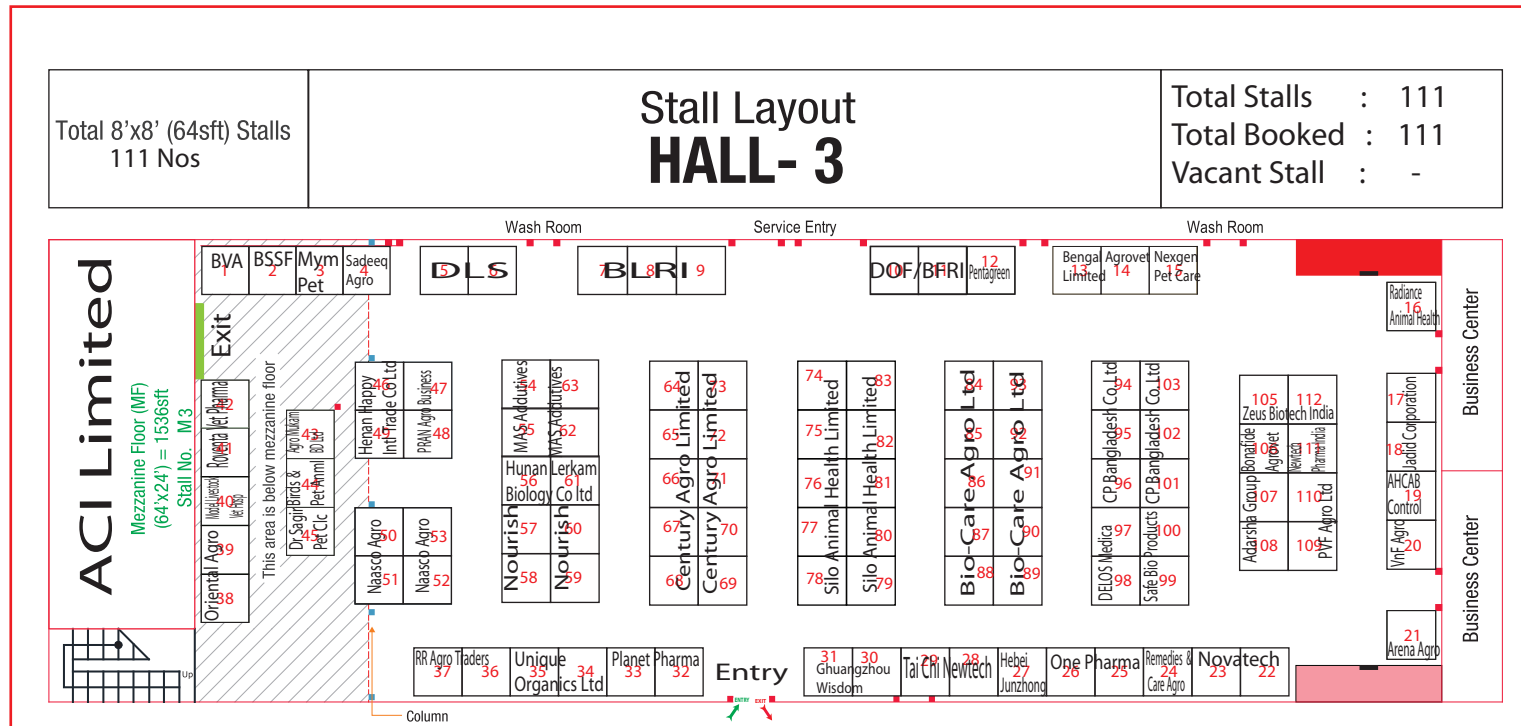 Total 8'x8' (64sft) Stalls
111 Nos
Stall Layout
HALL- 3
Total Stalls : 111
Total Booked : 111
Vacant Stall : -
Wash Room
Service Entry
Wash Room
ACI Limited
Mezzanine Floor (MF)
(64'x24') = 1536sft
Stall No. M 3
BVA
1
BSSF
2
Mym
Pet
3
Sadeeq
Agro
4
DLS
5 6
BLRI
7 8 9
DOF/BFRI
10 11
12
Pentagreen
Bengal
Limited
13
Agrovet
14
Nexgen
Pet Care
15
Radiance
Animal Health
16
Business Center
Exit
This area is below mezzanine floor
Roventa Vet Pharma
42
41
Model Livestock
40
Oriental Agro
39
38
Agro Mukam
BD Ltd
43
Dr Sagir Birds &
Pet Clc Pet Anml
44
45
Henan Happy
Intl Trade Co Ltd
46
49
PRAN Agro Business
47
48
Naasco Agro
50
51
Naasco Agro
53
52
MAS Addutives
54
55
MAS Addutives
63
62
Hunan Lerkam
Biology Co ltd
56 61
Nourish
57
58
Nourish
60
59
Century Agro Limited
64
65
66
67
68
Century Agro Limited
73
72
71
70
69
Silo Animal Health Limited
74
75
76
77
78
Silo Animal Health Limited
83
82
81
80
79
Bio-Care Agro Ltd
84
85
86
87
88
Bio-Care Agro Ltd
93
92
91
90
89
CP Bangladesh Co.Ltd
94
95
96
CP Bangladesh Co.Ltd
103
102
101
DELOS Medica
97
98
Safe Bio Products
100
99
105 112
Zeus Biotech India
Bonafide
Agrovet
106
Newtech
Pharma India
111
Adarsha Group
107
108
PVF Agro Ltd
110
109
17
18
Jadid Corporation
AHCAB
Control
19
VnF Agro
20
21
Arena Agro
Business Center
Up
Column
RR Agro Traders
37 36
Unique
Organics Ltd
35 34
Planet Pharma
33 32
Entry
ENTRY
EXIT
31 30
Ghuangzhou
Wisdom
Tai Chi Newtech
29 28
Hebei
Junzhong
27
One Pharma
26 25
Remedies &
Care Agro
24
Novatech
23 22